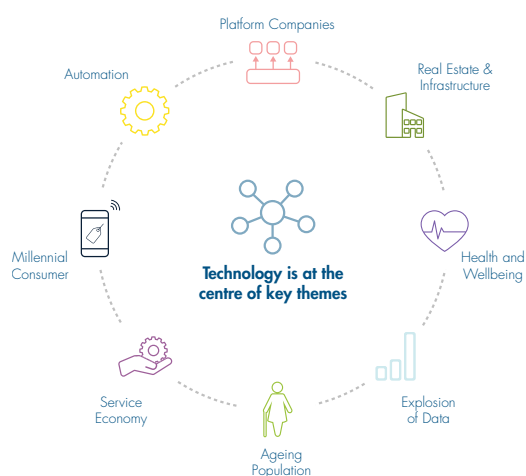 Platform Companies
Real Estate &
Infrastructure
Health and
Wellbeing
Explosion
of Data
Ageing
Population
Service
Economy
Millennial
Consumer
Automation
Technology is at the
centre of key themes